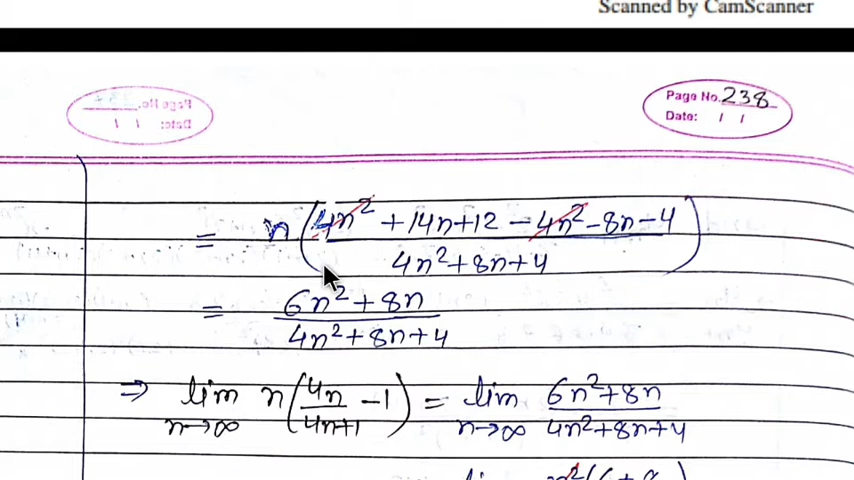 Scanned by CamScanner
Page No. 238
Date: / /
= n(4n² + 14n+12 - 4n² - 8n - 4 / 4n² + 8n + 4)
= 6n² + 8n / 4n² + 8n + 4
⇒ lim n→∞ n(4n / 4n+1 - 1) = lim n→∞ 6n² + 8n / 4n² + 8n + 4